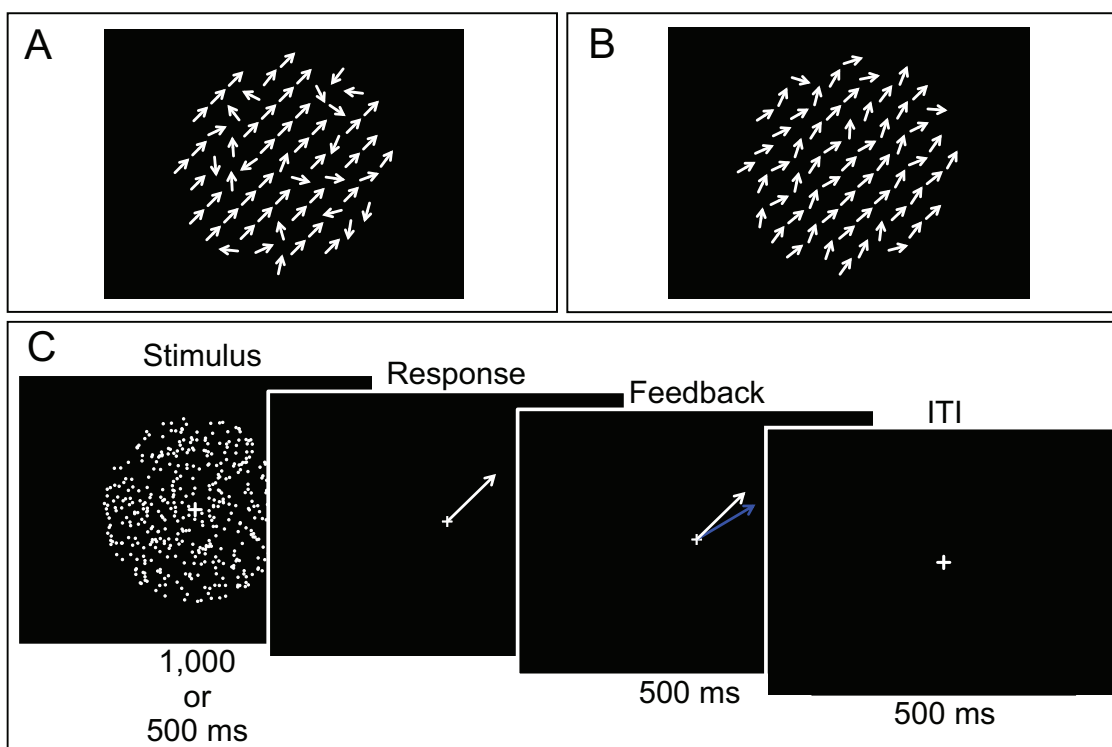 A
B
C
Stimulus
Response
Feedback
ITI
1,000
or
500 ms
500 ms
500 ms